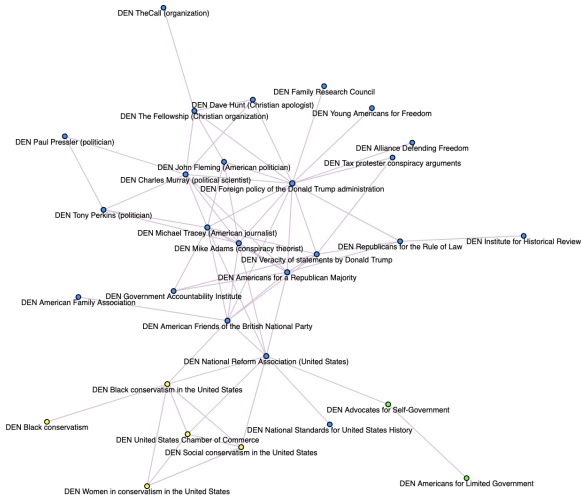 DEN TheCall (organization)
DEN Family Research Council
DEN Dave Hunt (Christian apologist)
DEN The Fellowship (Christian organization)
DEN Young Americans for Freedom
DEN Paul Pressler (politician)
DEN Alliance Defending Freedom
DEN Tax protester conspiracy arguments
DEN John Fleming (American politician)
DEN Charles Murray (political scientist)
DEN Foreign policy of the Donald Trump administration
DEN Tony Perkins (politician)
DEN Michael Tracey (American journalist)
DEN Institute for Historical Review
DEN Mike Adams (conspiracy theorist)
DEN Republicans for the Rule of Law
DEN Veracity of statements by Donald Trump
DEN Americans for a Republican Majority
DEN Government Accountability Institute
DEN American Family Association
DEN American Friends of the British National Party
DEN National Reform Association (United States)
DEN Black conservatism in the United States
DEN Advocates for Self-Government
DEN Black conservatism
DEN National Standards for United States History
DEN United States Chamber of Commerce
DEN Social conservatism in the United States
DEN Americans for Limited Government
DEN Women in conservatism in the United States